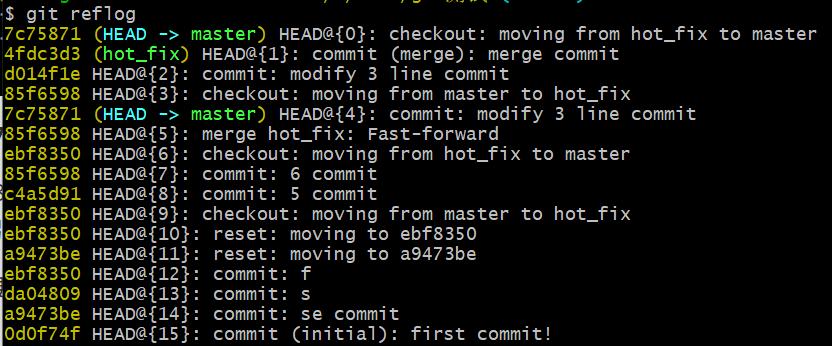 $ git reflog
7c75871 (HEAD -> master) HEAD@{0}: checkout: moving from hot_fix to master
4fdc3d3 (hot_fix) HEAD@{1}: commit (merge): merge commit
d014f1e HEAD@{2}: commit: modify 3 line commit
85f6598 HEAD@{3}: checkout: moving from master to hot_fix
7c75871 (HEAD -> master) HEAD@{4}: commit: modify 3 line commit
85f6598 HEAD@{5}: merge hot_fix: Fast-forward
ebf8350 HEAD@{6}: checkout: moving from hot_fix to master
85f6598 HEAD@{7}: commit: 6 commit
c4a5d91 HEAD@{8}: commit: 5 commit
ebf8350 HEAD@{9}: checkout: moving from master to hot_fix
ebf8350 HEAD@{10}: reset: moving to ebf8350
a9473be HEAD@{11}: reset: moving to a9473be
ebf8350 HEAD@{12}: commit: f
da04809 HEAD@{13}: commit: s
a9473be HEAD@{14}: commit: se commit
0d0f74f HEAD@{15}: commit (initial): first commit!